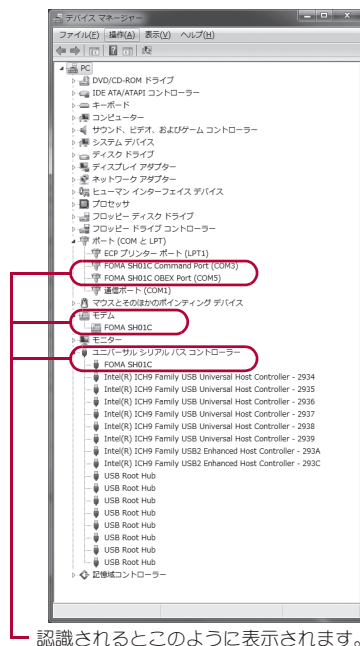 デバイス マネージャー
ファイル(F) 操作(A) 表示(V) ヘルプ(H)
PC
DVD/CD-ROM ドライブ
IDE ATA/ATAPI コントローラー
キーボード
コンピューター
サウンド、ビデオ、およびゲーム コントローラー
システム デバイス
ディスク ドライブ
ディスプレイ アダプター
ネットワーク アダプター
ヒューマン インターフェイス デバイス
プロセッサ
フロッピー ディスク ドライブ
フロッピー ドライブ コントローラー
ポート (COM と LPT)
ECP プリンター ポート (LPT1)
FOMA SH01C Command Port (COM3)
FOMA SH01C OBEX Port (COM5)
通信ポート (COM1)
マウスとそのほかのポインティング デバイス
モデム
FOMA SH01C
モニター
ユニバーサル シリアル バス コントローラー
FOMA SH01C
Intel(R) ICH9 Family USB Universal Host Controller - 2934
Intel(R) ICH9 Family USB Universal Host Controller - 2935
Intel(R) ICH9 Family USB Universal Host Controller - 2936
Intel(R) ICH9 Family USB Universal Host Controller - 2937
Intel(R) ICH9 Family USB Universal Host Controller - 2938
Intel(R) ICH9 Family USB Universal Host Controller - 2939
Intel(R) ICH9 Family USB2 Enhanced Host Controller - 293A
Intel(R) ICH9 Family USB2 Enhanced Host Controller - 293C
USB Root Hub
USB Root Hub
USB Root Hub
USB Root Hub
USB Root Hub
USB Root Hub
USB Root Hub
USB Root Hub
記憶域コントローラー
認識されるとこのように表示されます。